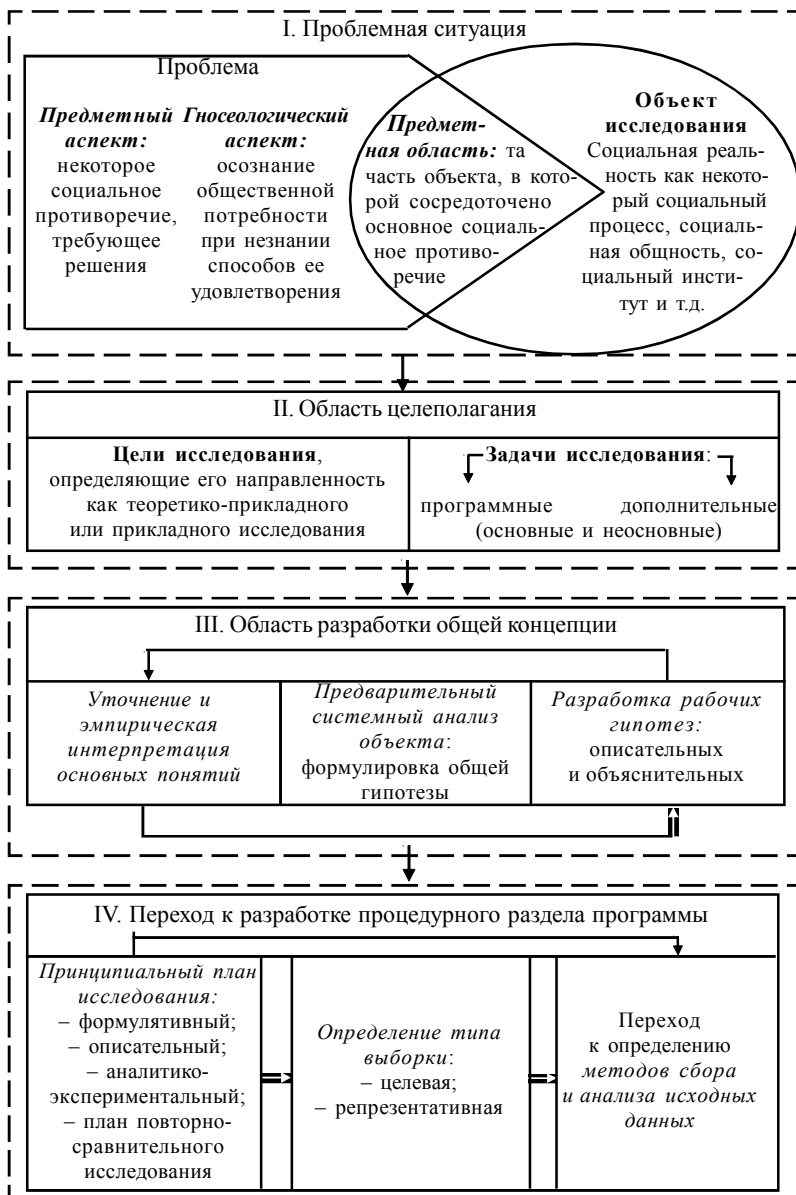 I. Проблемная ситуация
Проблема
Предметный
аспект:
некоторое
социальное
противоречие,
требующее
решения
Гносеологический
аспект:
осознание
общественной
потребности
при незнании
способов ее
удовлетворения
Предмет-
ная область: та
часть объекта, в кото-
рой сосредоточено
основное социаль-
ное противо-
речие
Объект
исследования
Социальная реаль-
ность как некото-
рый социальный
процесс, социаль-
ная общность, со-
циальный инсти-
тут и т.д.
II. Область целеполагания
Цели исследования,
определяющие его направленность
как теоретико-прикладного
или прикладного исследования
Задачи исследования:
программные дополнительные
(основные и неосновные)
III. Область разработки общей концепции
Уточнение и
эмпирическая
интерпретация
основных понятий
Предварительный
системный анализ
объекта:
формулировка общей
гипотезы
Разработка рабочих
гипотез:
описательных
и объяснительных
IV. Переход к разработке процедурного раздела программы
Принципиальный план
исследования:
– формулятивный;
– описательный;
– аналитико-
экспериментальный;
– план повторно-
сравнительного
исследования
Определение типа
выборки:
– целевая;
– репрезентативная
Переход
к определению
методов сбора
и анализа исходных
данных